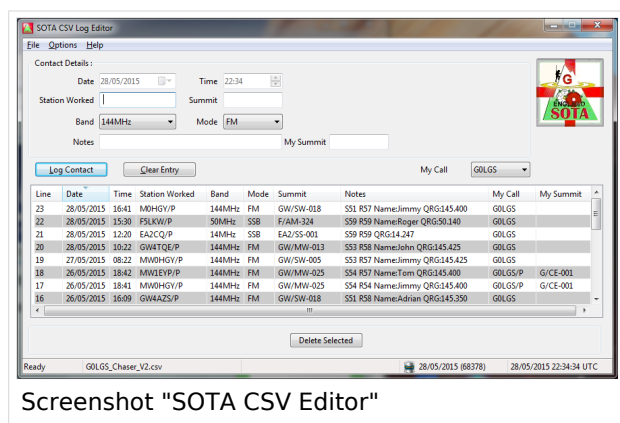 SOTA CSV Log Editor
File Options Help
Contact Details :
Date 28/05/2015 Time 22:34
Station Worked Summit
Band 144MHz Mode FM
Notes My Summit
G
ENGLAND
SOTA
Log Contact Clear Entry My Call G0LGS
Line Date Time Station Worked Band Mode Summit Notes My Call My Summit
23 28/05/2015 16:41 M0HGY/P 144MHz FM GW/SW-018 S51 R57 Name:Jimmy QRG:145.400 G0LGS
22 28/05/2015 15:30 F5LKW/P 50MHz SSB F/AM-324 S59 R59 Name:Roger QRG:50.140 G0LGS
21 28/05/2015 12:20 EA2CQ/P 14MHz SSB EA2/SS-001 S59 R59 QRG:14.247 G0LGS
20 28/05/2015 10:22 GW4TQE/P 144MHz FM GW/MW-013 S53 R58 Name:John QRG:145.425 G0LGS
19 27/05/2015 08:22 MW0HGY/P 144MHz FM GW/SW-005 S53 R57 Name:Jimmy QRG:145.425 G0LGS
18 26/05/2015 18:42 MW1EYP/P 144MHz FM GW/MW-025 S54 R57 Name:Tom QRG:145.400 G0LGS/P G/CE-001
17 26/05/2015 18:41 MW0HGY/P 144MHz FM GW/MW-025 S54 R54 Name:Jimmy QRG:145.400 G0LGS/P G/CE-001
16 26/05/2015 16:09 GW4AZS/P 144MHz FM GW/SW-018 S51 R58 Name:Adrian QRG:145.350 G0LGS
Delete Selected
Ready G0LGS_Chaser_V2.csv 28/05/2015 (68378) 28/05/2015 22:34:34 UTC
Screenshot "SOTA CSV Editor"